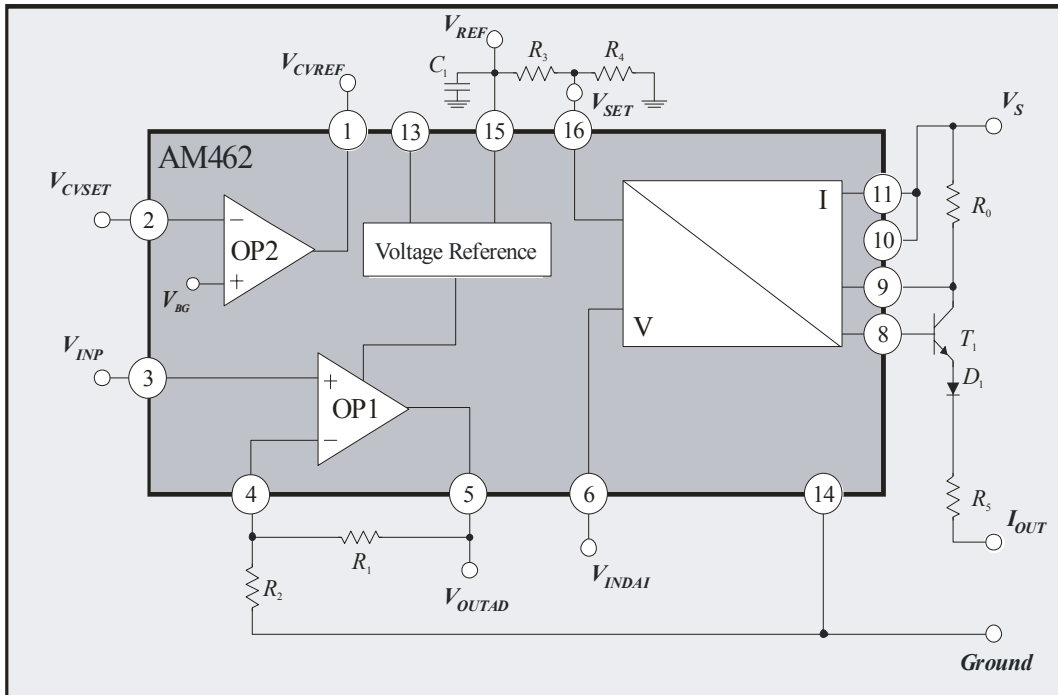 V_REF
R_3
R_4
C_1
V_CVREF
V_SET
V_S
1
13
15
16
AM462
V_CVSET
2
−
OP2
+
V_BG
Voltage Reference
I
V
11
10
9
8
R_0
T_1
D_1
V_INP
3
+
OP1
−
4
5
6
14
R_5
I_OUT
R_1
R_2
V_OUTAD
V_INDAI
Ground